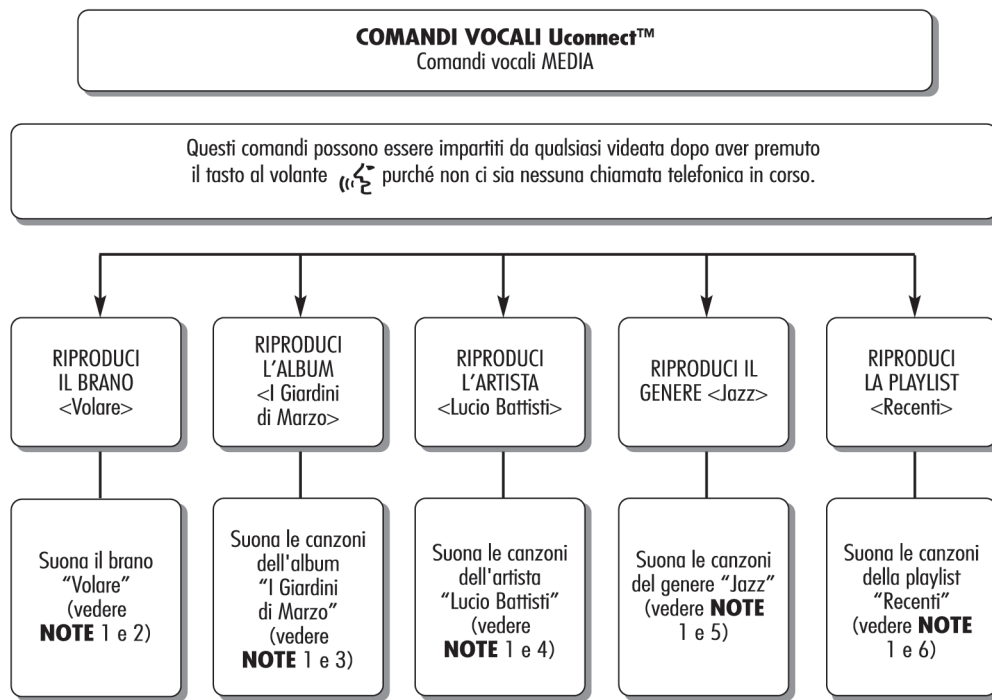 COMANDI VOCALI Uconnect™
Comandi vocali MEDIA
Questi comandi possono essere impartiti da qualsiasi videata dopo aver premuto
il tasto al volante purché non ci sia nessuna chiamata telefonica in corso.
RIPRODUCI
IL BRANO
<Volare>
RIPRODUCI
L'ALBUM
<I Giardini
di Marzo>
RIPRODUCI
L'ARTISTA
<Lucio Battisti>
RIPRODUCI IL
GENERE <Jazz>
RIPRODUCI
LA PLAYLIST
<Recenti>
Suona il brano
“Volare”
(vedere
NOTE 1 e 2)
Suona le canzoni
dell'album
“I Giardini
di Marzo”
(vedere
NOTE 1 e 3)
Suona le canzoni
dell'artista
“Lucio Battisti”
(vedere
NOTE 1 e 4)
Suona le canzoni
del genere “Jazz”
(vedere NOTE
1 e 5)
Suona le canzoni
della playlist
“Recenti”
(vedere NOTE
1 e 6)